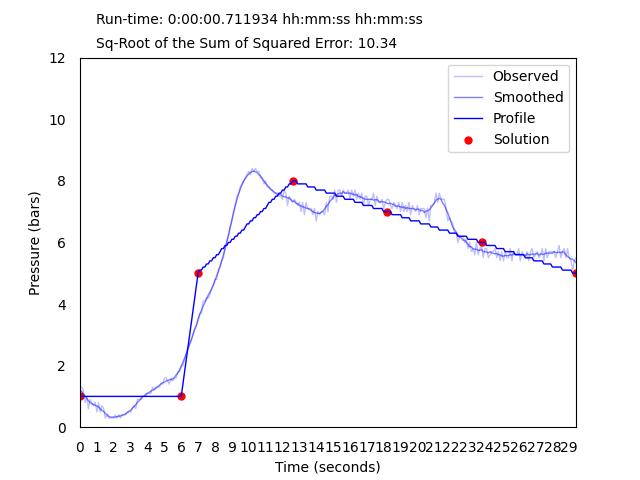 Run-time: 0:00:00.711934 hh:mm:ss hh:mm:ss
Sq-Root of the Sum of Squared Error: 10.34
12
10
8
6
4
2
0
Pressure (bars)
Observed
Smoothed
Profile
Solution
0 1 2 3 4 5 6 7 8 9 10 11 12 13 14 15 16 17 18 19 20 21 22 23 24 25 26 27 28 29
Time (seconds)